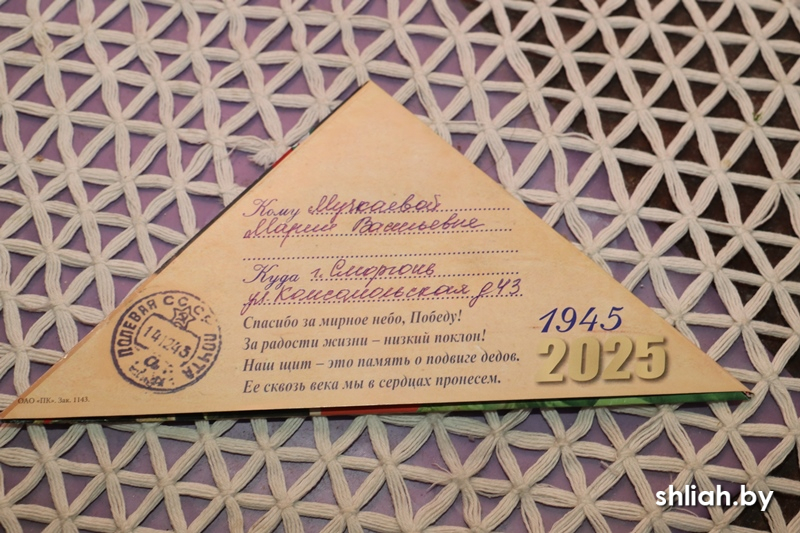 Кому Мучкаевой
Марии Васильевне
Куда г. Сморгонь
ул. Комсомольская д 43
Спасибо за мирное небо, Победу!
За радости жизни – низкий поклон!
Наш щит – это память о подвиге дедов.
Ее сквозь века мы в сердцах пронесем.
1945
2025
ПОЛЕВАЯ СССР ПОЧТА
ОАО «ПК». Зак. 1143.
shliah.by